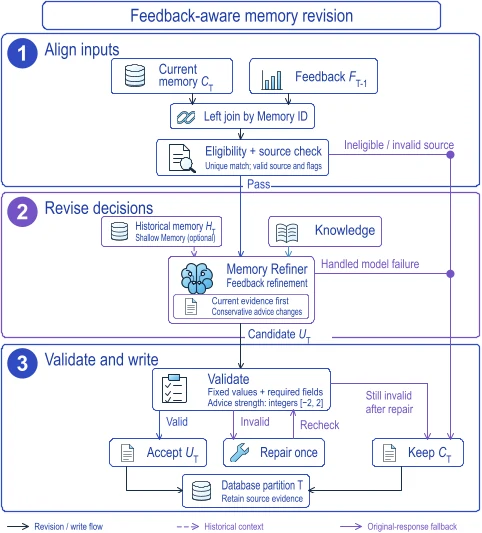 Feedback-aware memory revision
1 Align inputs
Current
memory CT
Feedback FT-1
Left join by Memory ID
Eligibility + source check
Unique match; valid source and flags
Ineligible / invalid source
Pass
2 Revise decisions
Historical memory HT
Shallow Memory (optional)
Knowledge
Memory Refiner
Feedback refinement
Handled model failure
Current evidence first
Conservative advice changes
Candidate UT
3 Validate and write
Validate
Fixed values + required fields
Advice strength: integers [−2, 2]
Still invalid
after repair
Valid
Invalid
Recheck
Accept UT
Repair once
Keep CT
Database partition T
Retain source evidence
Revision / write flow
Historical context
Original-response fallback